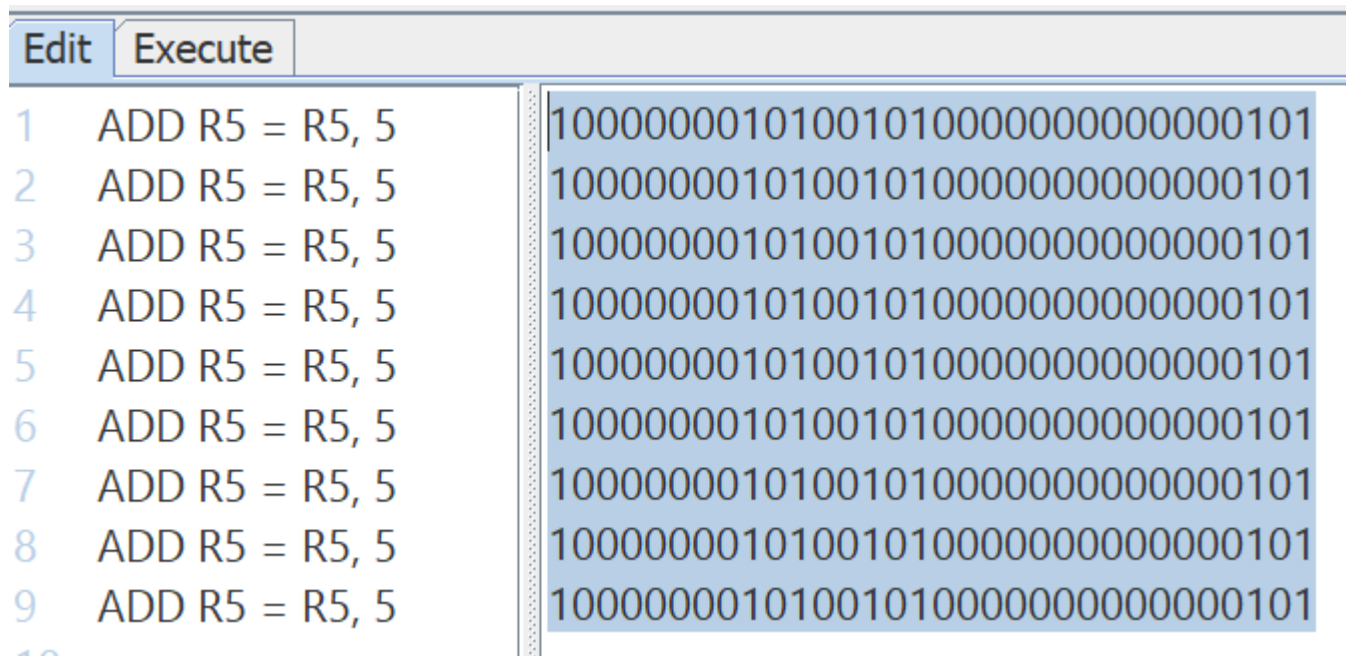 Edit Execute
1 ADD R5 = R5, 5 10000000101001010000000000000101
2 ADD R5 = R5, 5 10000000101001010000000000000101
3 ADD R5 = R5, 5 10000000101001010000000000000101
4 ADD R5 = R5, 5 10000000101001010000000000000101
5 ADD R5 = R5, 5 10000000101001010000000000000101
6 ADD R5 = R5, 5 10000000101001010000000000000101
7 ADD R5 = R5, 5 10000000101001010000000000000101
8 ADD R5 = R5, 5 10000000101001010000000000000101
9 ADD R5 = R5, 5 10000000101001010000000000000101